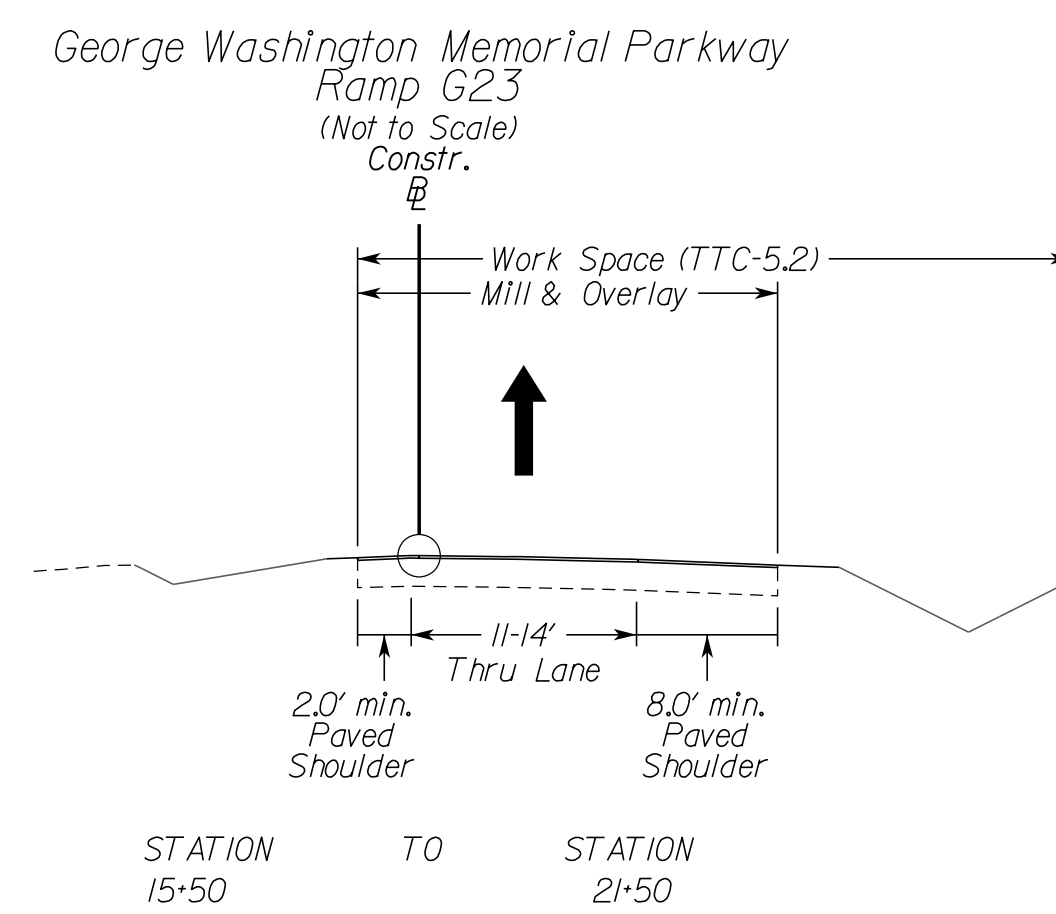 George Washington Memorial Parkway
Ramp G23
(Not to Scale)
Constr.
BL
Work Space (TTC-5.2)
Mill & Overlay
11-14'
Thru Lane
2.0' min.
Paved
Shoulder
8.0' min.
Paved
Shoulder
STATION TO STATION
15+50 21+50